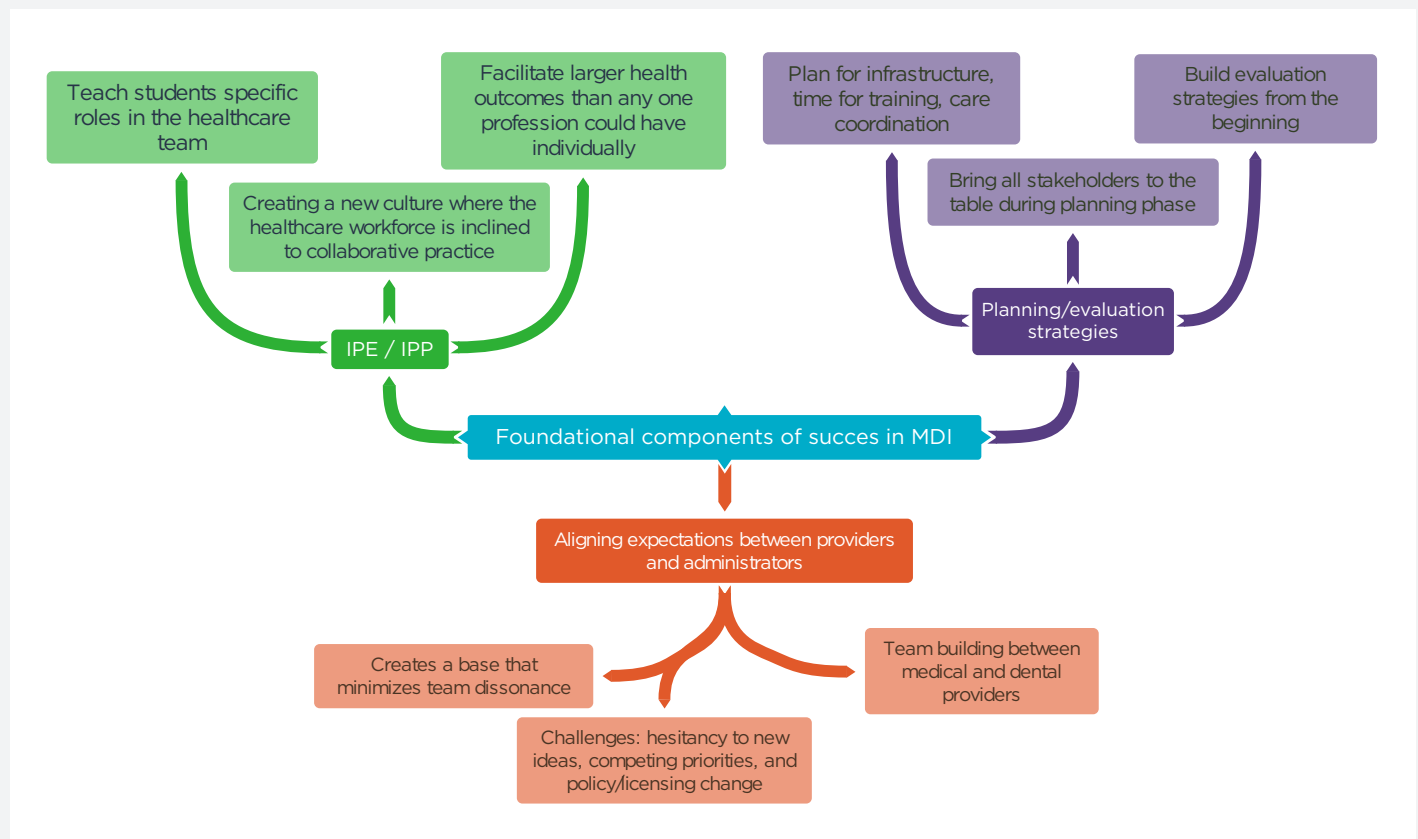 Teach students specific
roles in the healthcare
team
Facilitate larger health
outcomes than any one
profession could have
individually
Creating a new culture where the
healthcare workforce is inclined
to collaborative practice
IPE / IPP
Plan for infrastructure,
time for training, care
coordination
Build evaluation
strategies from the
beginning
Bring all stakeholders to the
table during planning phase
Planning/evaluation
strategies
Foundational components of succes in MDI
Aligning expectations between providers
and administrators
Creates a base that
minimizes team dissonance
Team building between
medical and dental
providers
Challenges: hesitancy to new
ideas, competing priorities, and
policy/licensing change